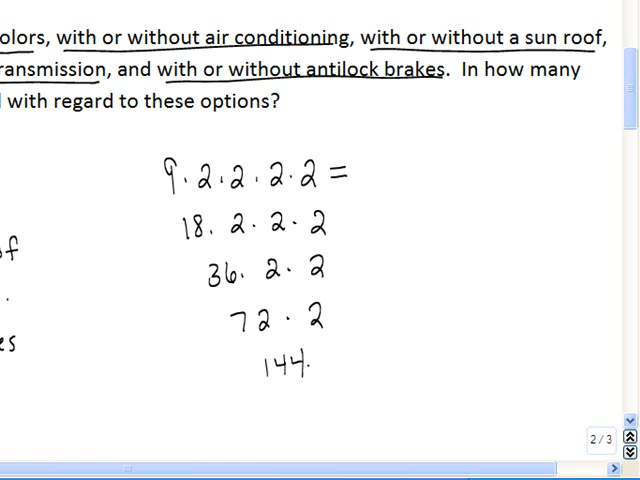 olors, with or without air conditioning, with or without a sun roof,
ransmission, and with or without antilock brakes. In how many
with regard to these options?
9 · 2 · 2 · 2 · 2 =
18 · 2 · 2 · 2
of
36 · 2 · 2
72 · 2
es
144.
2 / 3